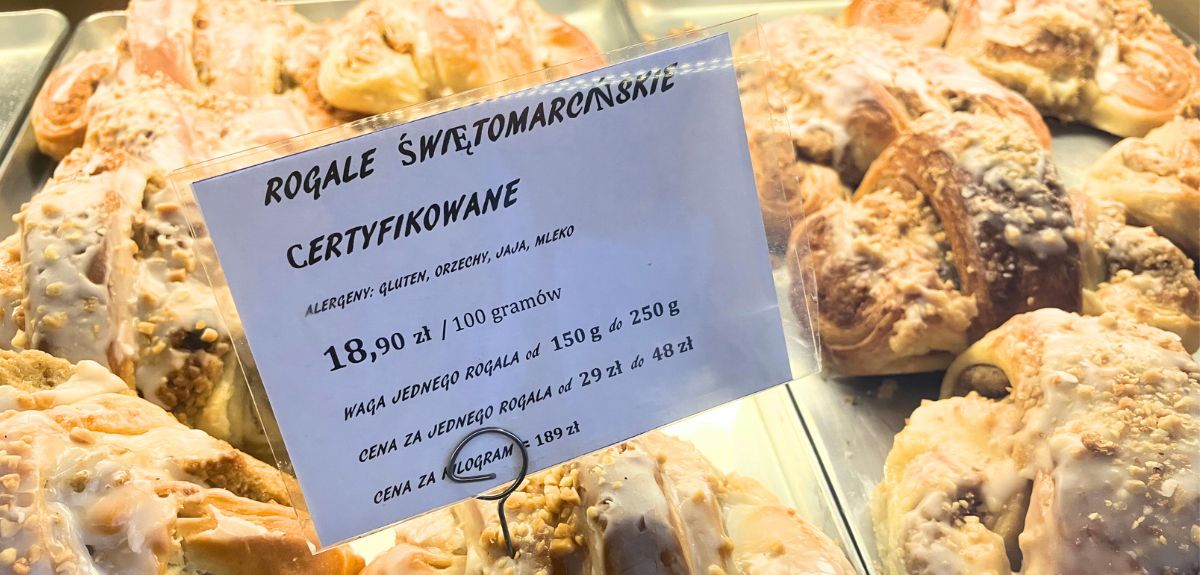 ROGALE ŚWIĘTOMARCIŃSKIE
CERTYFIKOWANE
ALERGENY: GLUTEN, ORZECHY, JAJA, MLEKO
18,90 zł / 100 gramów
WAGA JEDNEGO ROGALA od 150 g do 250 g
CENA ZA JEDNEGO ROGALA od 29 zł do 48 zł
CENA ZA KILOGRAM = 189 zł